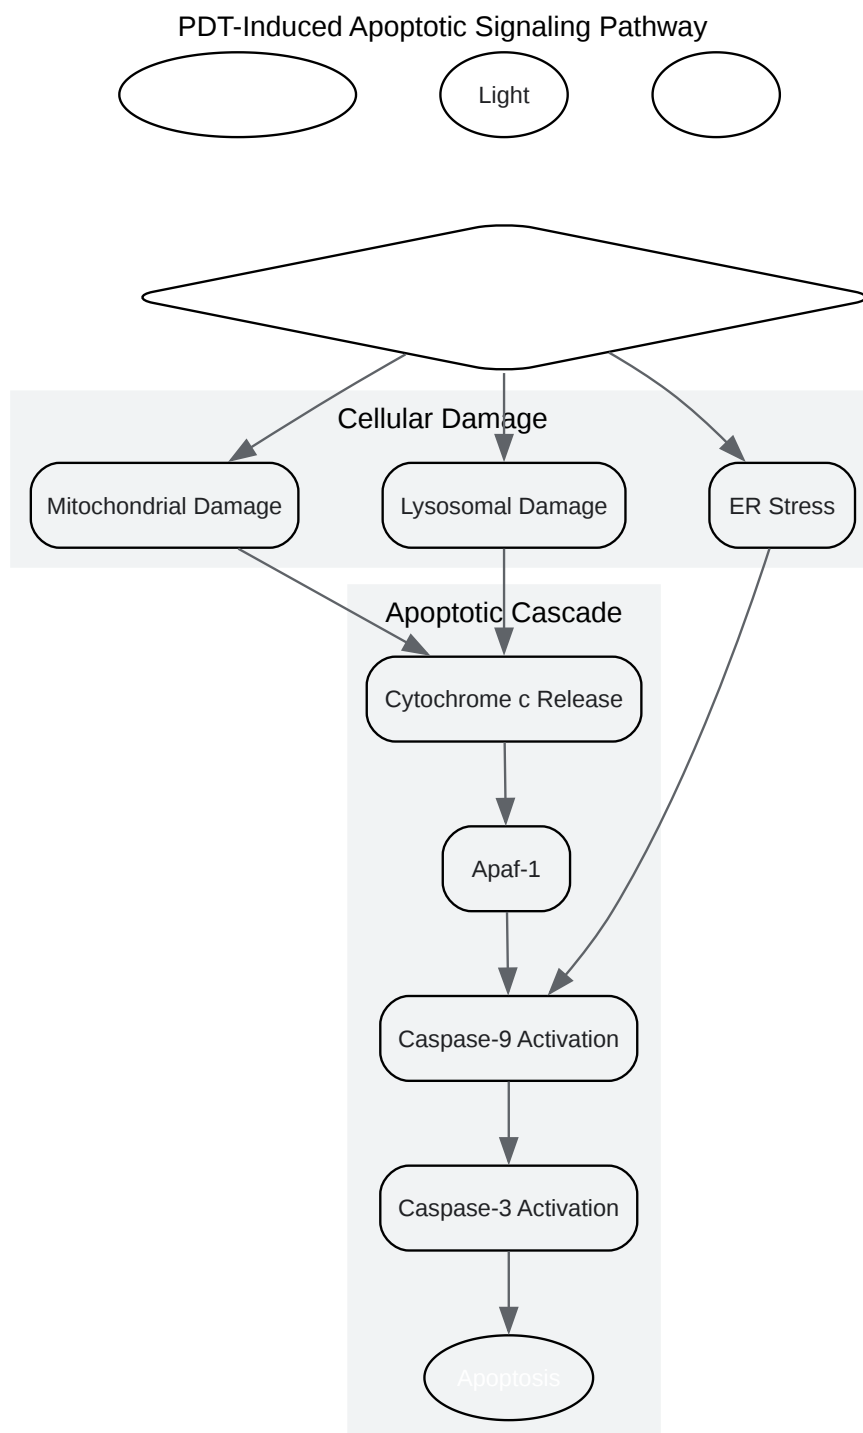 PDT-Induced Apoptotic Signaling Pathway
Light
Cellular Damage
Mitochondrial Damage
Lysosomal Damage
ER Stress
Apoptotic Cascade
Cytochrome c Release
Apaf-1
Caspase-9 Activation
Caspase-3 Activation
Apoptosis